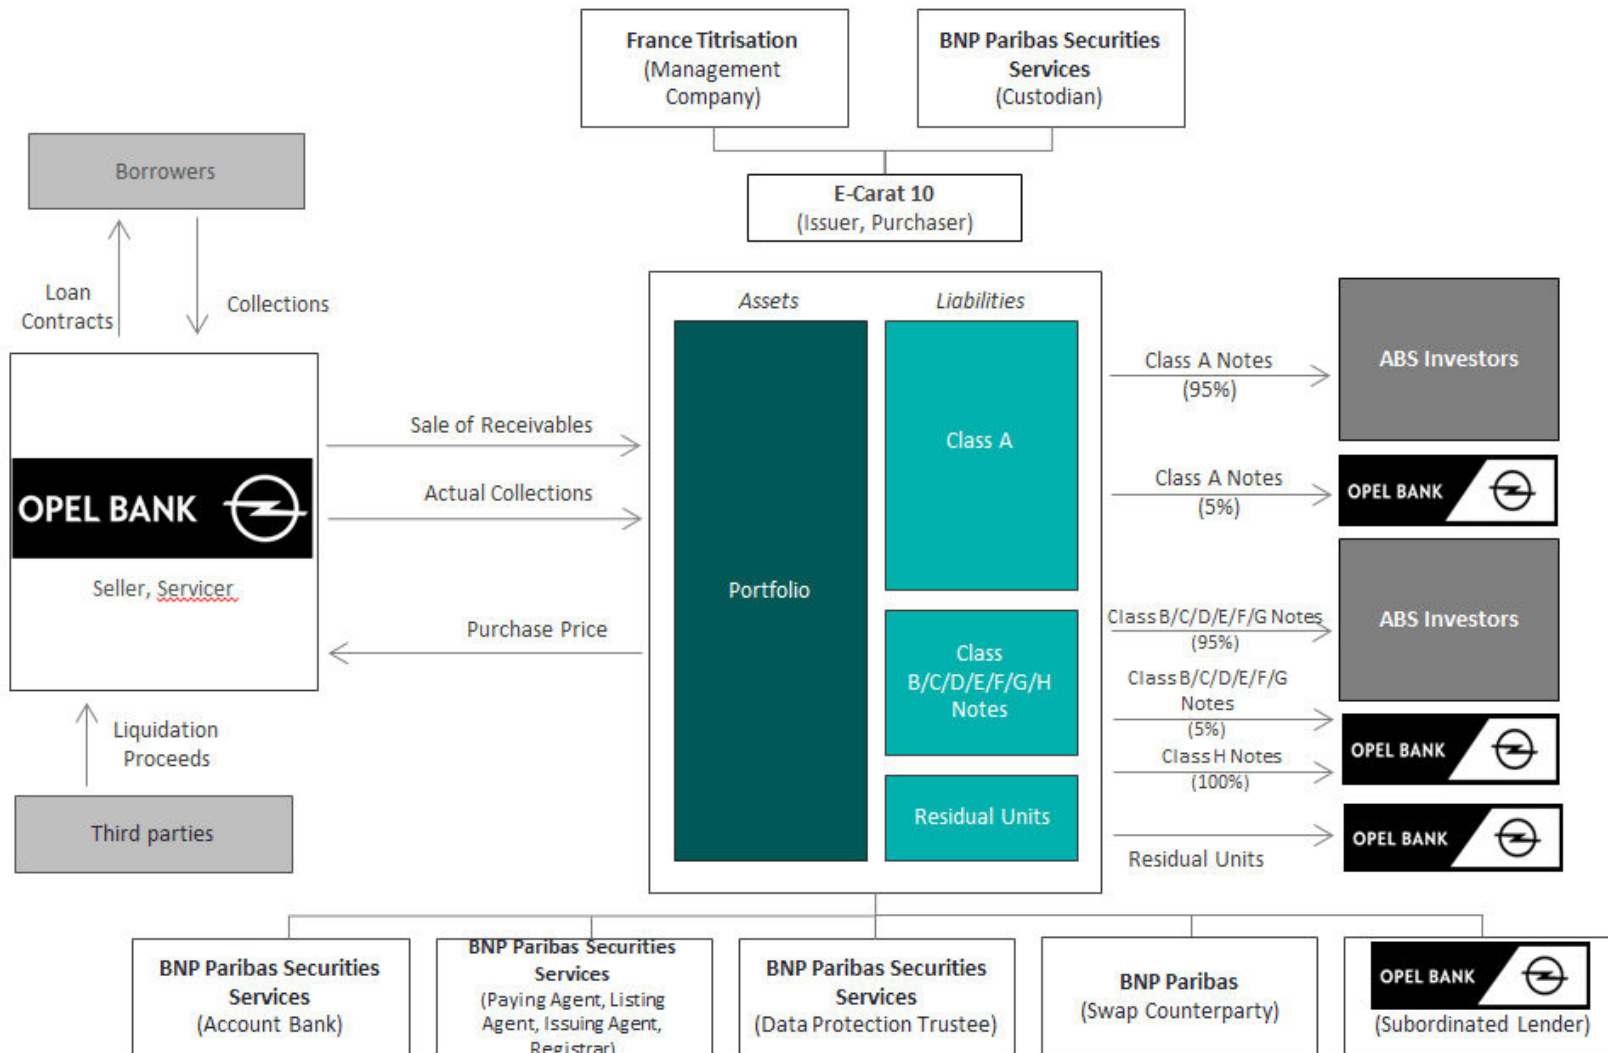 France Titrisation
(Management
Company)
BNP Paribas Securities
Services
(Custodian)
E-Carat 10
(Issuer, Purchaser)
Borrowers
Loan
Contracts
Collections
OPEL BANK
Seller, Servicer
Liquidation
Proceeds
Third parties
Sale of Receivables
Actual Collections
Purchase Price
Assets
Liabilities
Portfolio
Class A
Class
B/C/D/E/F/G/H
Notes
Residual Units
Class A Notes
(95%)
ABS Investors
Class A Notes
(5%)
OPEL BANK
Class B/C/D/E/F/G Notes
(95%)
ABS Investors
Class B/C/D/E/F/G
Notes
(5%)
OPEL BANK
Class H Notes
(100%)
Residual Units
OPEL BANK
BNP Paribas Securities
Services
(Account Bank)
BNP Paribas Securities
Services
(Paying Agent, Listing
Agent, Issuing Agent,
Registrar)
BNP Paribas Securities
Services
(Data Protection Trustee)
BNP Paribas
(Swap Counterparty)
OPEL BANK
(Subordinated Lender)